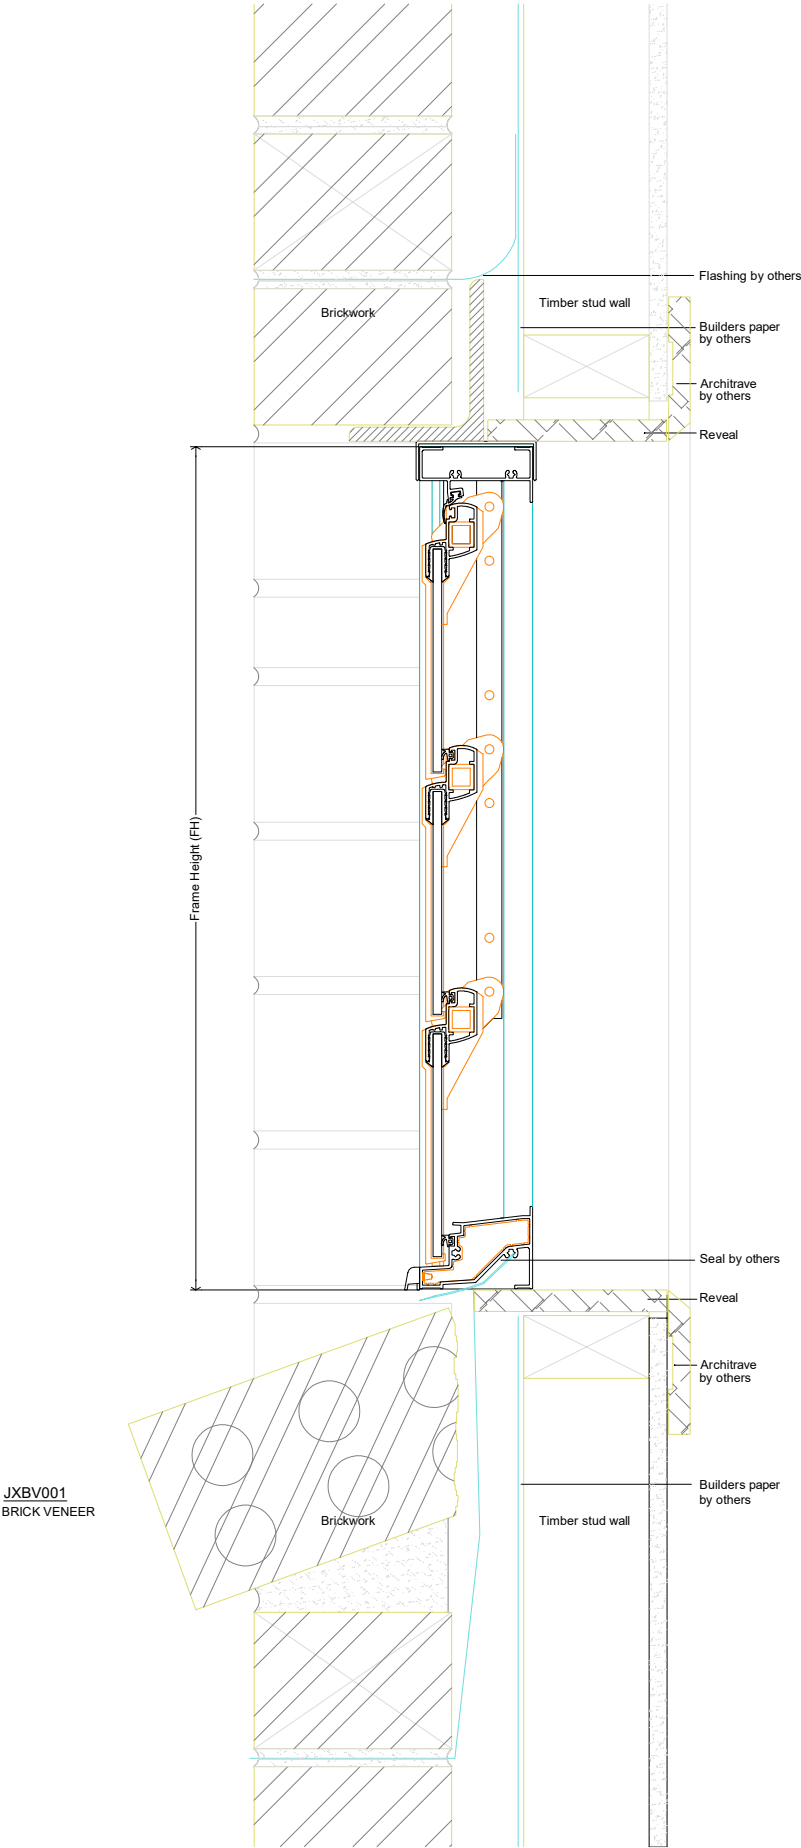 Flashing by others
Brickwork
Timber stud wall
Builders paper
by others
Architrave
by others
Reveal
Frame Height (FH)
Seal by others
Reveal
Architrave
by others
JXBV001
BRICK VENEER
Builders paper
by others
Brickwork
Timber stud wall